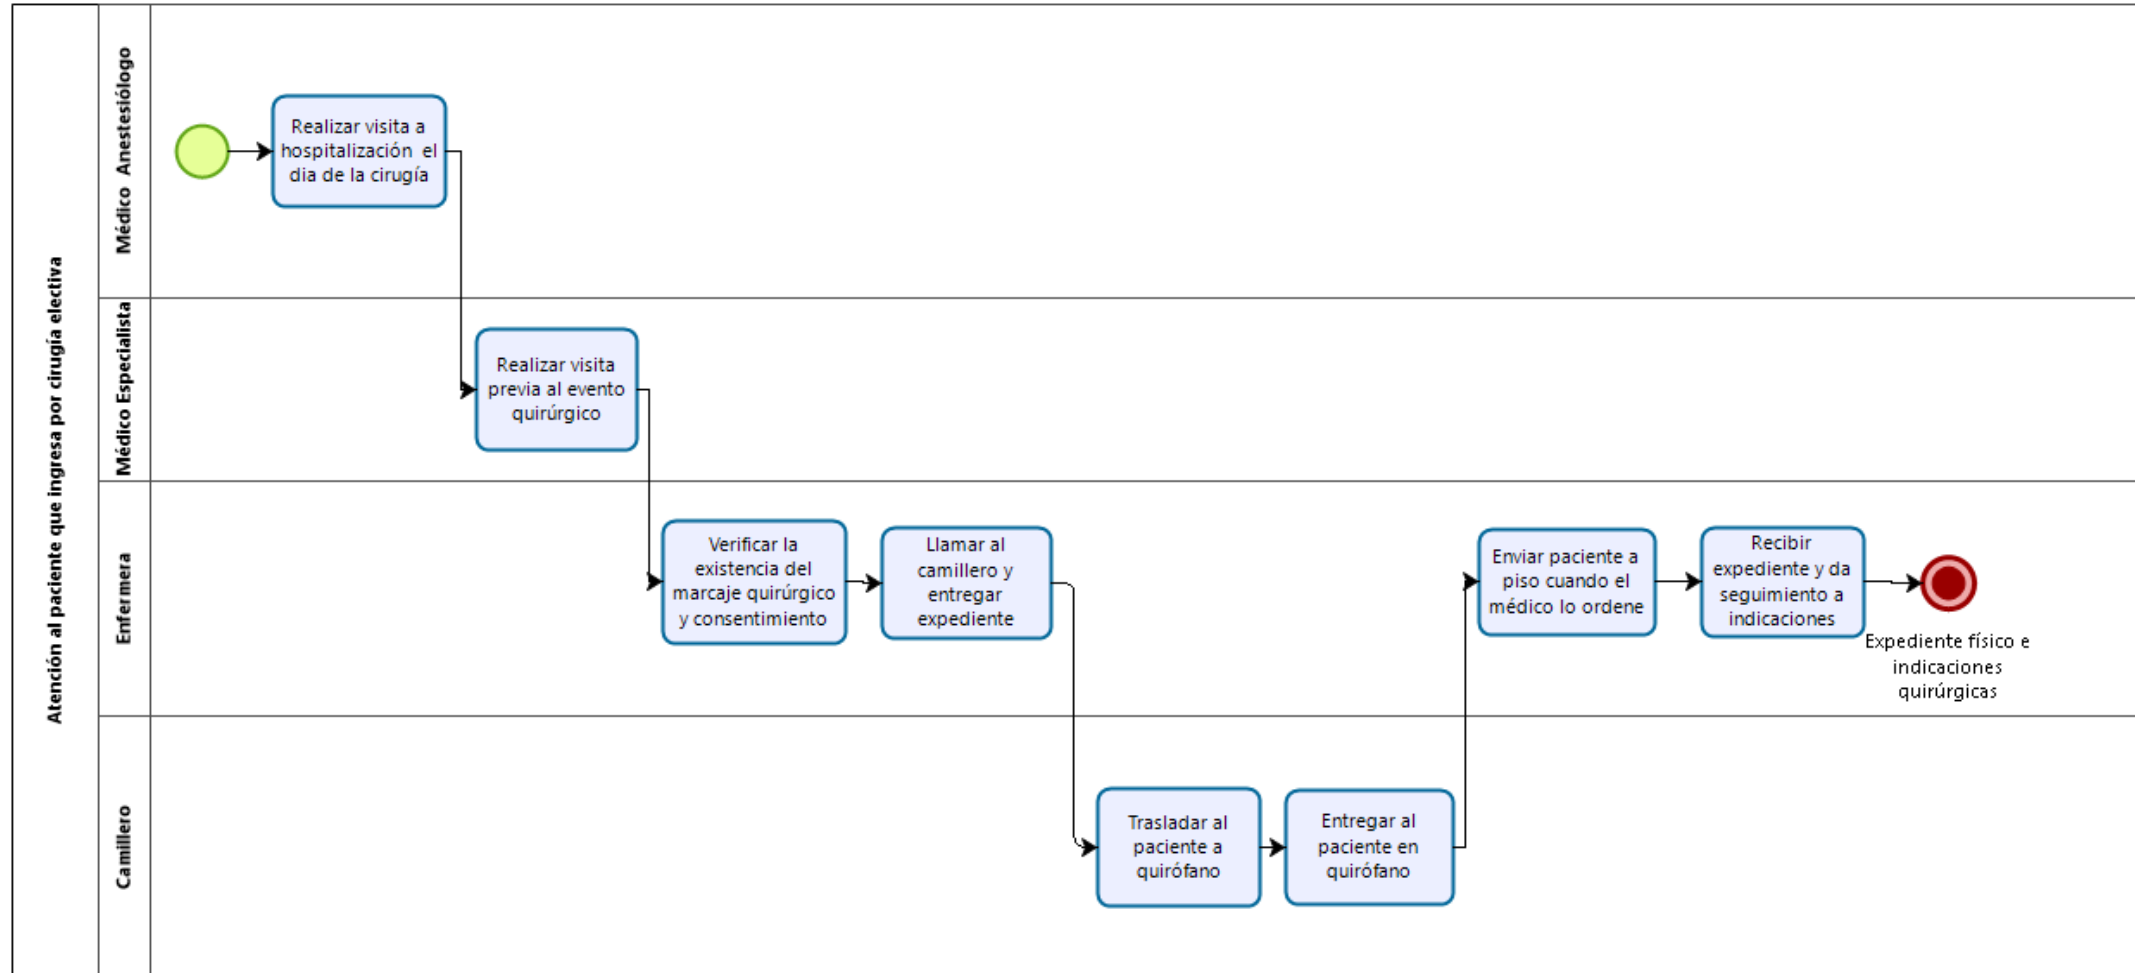 Atención al paciente que ingresa por cirugía electiva
Médico Anestesiólogo
Realizar visita a
hospitalización el
dia de la cirugía
Médico Especialista
Realizar visita
previa al evento
quirúrgico
Enfermera
Verificar la
existencia del
marcaje quirúrgico
y consentimiento
Llamar al
camillero y
entregar
expediente
Enviar paciente a
piso cuando el
médico lo ordene
Recibir
expediente y da
seguimiento a
indicaciones
Expediente físico e
indicaciones
quirúrgicas
Camillero
Trasladar al
paciente a
quirófano
Entregar al
paciente en
quirófano